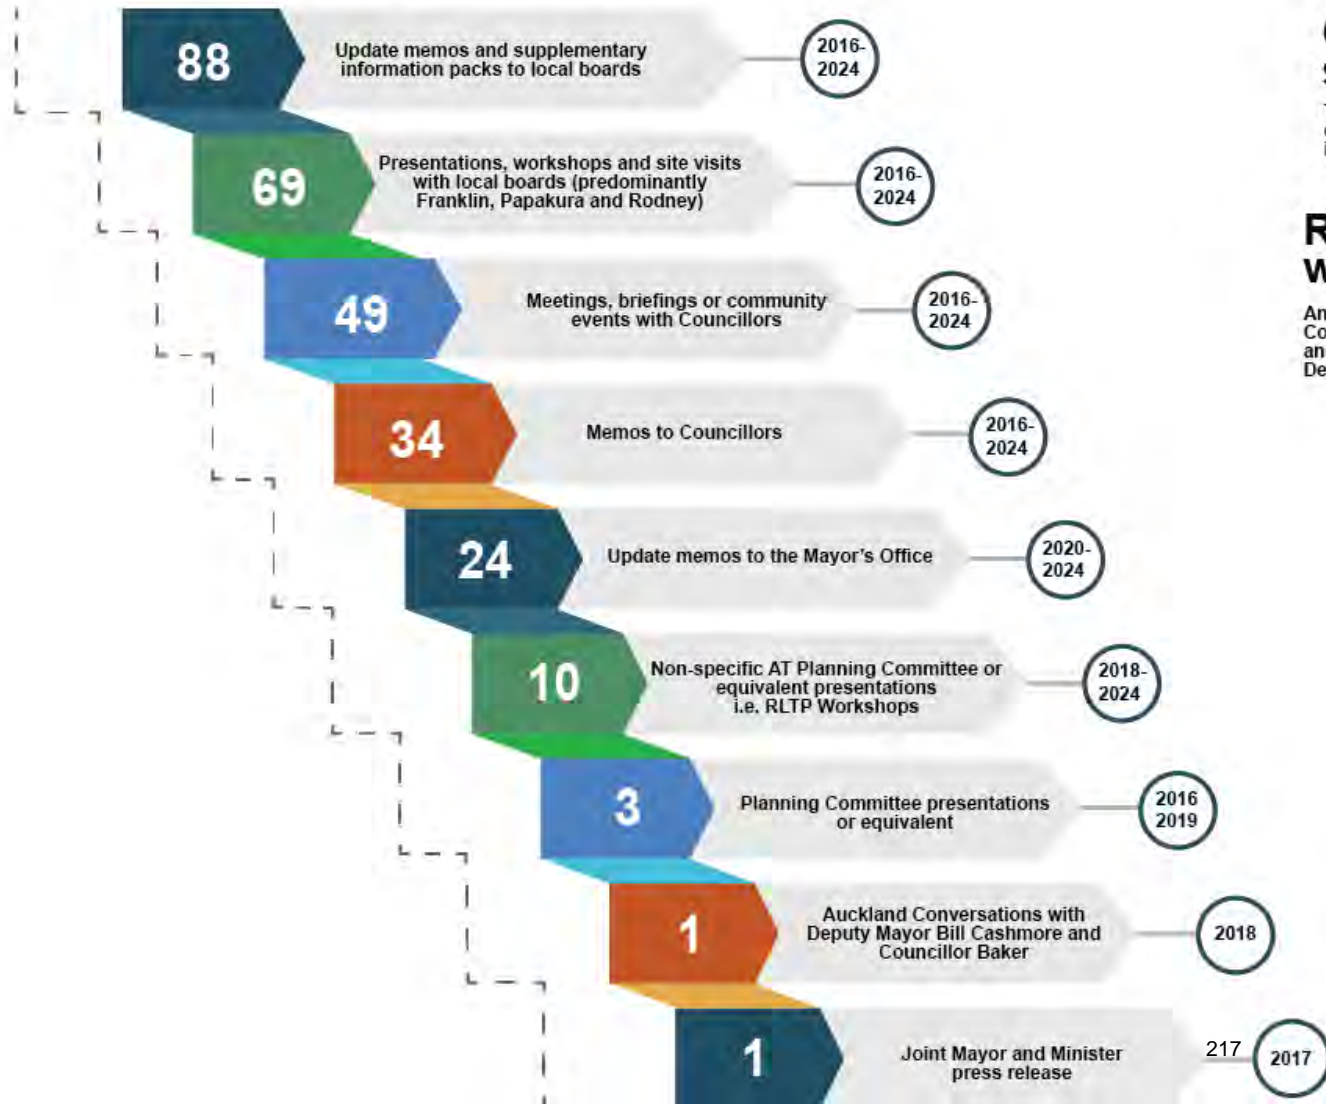 88
Update memos and supplementary
information packs to local boards
2016-
2024
69
Presentations, workshops and site visits
with local boards (predominantly
Franklin, Papakura and Rodney)
2016-
2024
49
Meetings, briefings or community
events with Councillors
2016-
2024
34
Memos to Councillors
2016-
2024
24
Update memos to the Mayor's Office
2020-
2024
10
Non-specific AT Planning Committee or
equivalent presentations
i.e. RLTP Workshops
2018-
2024
3
Planning Committee presentations
or equivalent
2016
2019
1
Auckland Conversations with
Deputy Mayor Bill Cashmore and
Councillor Baker
2018
1
Joint Mayor and Minister
press release
217
2017